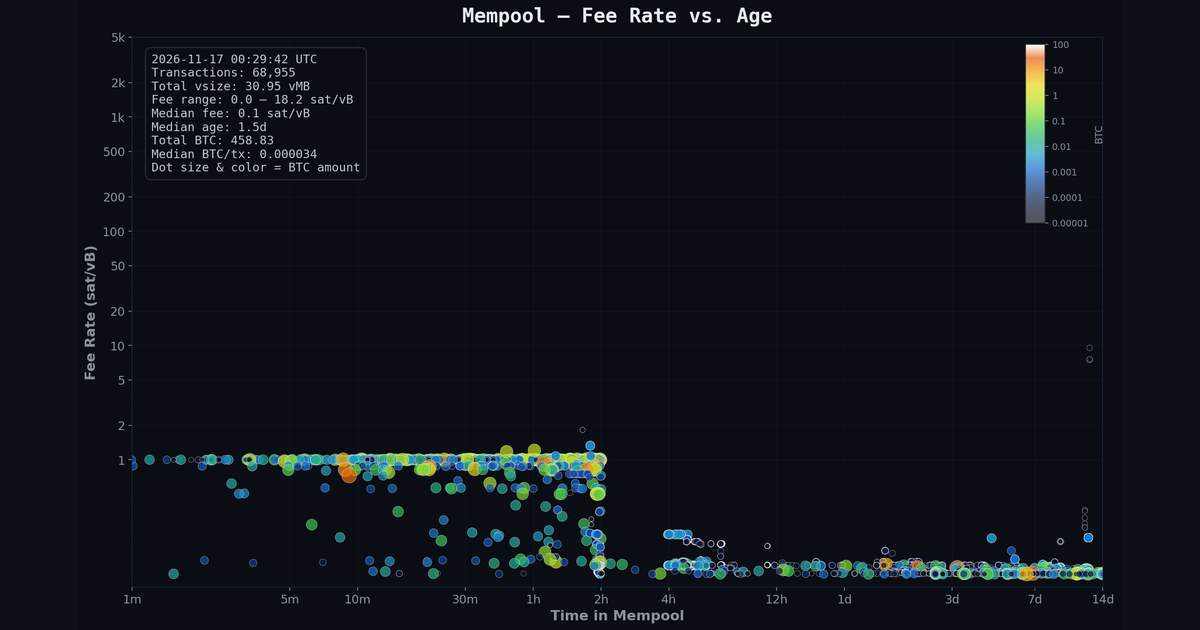 Mempool — Fee Rate vs. Age
2026-11-17 00:29:42 UTC
Transactions: 68,955
Total vsize: 30.95 vMB
Fee range: 0.0 – 18.2 sat/vB
Median fee: 0.1 sat/vB
Median age: 1.5d
Total BTC: 458.83
Median BTC/tx: 0.000034
Dot size & color = BTC amount
100
10
1
0.1
0.01
0.001
0.0001
0.00001
BTC
5k
2k
1k
500
200
100
50
20
10
5
2
1
Fee Rate (sat/vB)
1m 5m 10m 30m 1h 2h 4h 12h 1d 3d 7d 14d
Time in Mempool